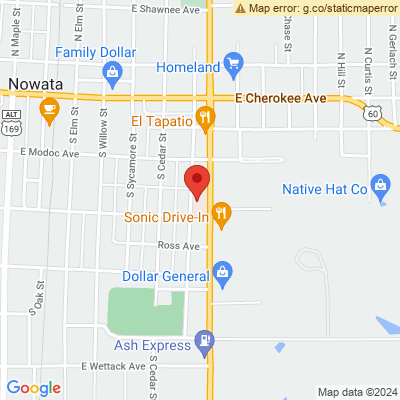 E Shawnee Ave
Map error: g.co/staticmaperror
N Maple St
N Elm St
Chase St
Family Dollar
Homeland
N Hill St
N Curtis St
N Gerlach St
Nowata
E Cherokee Ave
ALT
169
S Elm St
S Willow St
El Tapatio
60
E Modoc Ave
S Sycamore St
S Cedar St
Native Hat Co
Sonic Drive-In
Ross Ave
Dollar General
S Oak St
Ash Express
E Wettack Ave
S Cedar St
Google
Map data ©2024